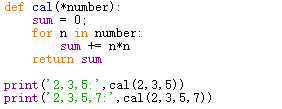 def cal(*number):
    sum = 0;
    for n in number:
        sum += n*n
    return sum
print('2,3,5:',cal(2,3,5))
print('2,3,5,7:',cal(2,3,5,7))